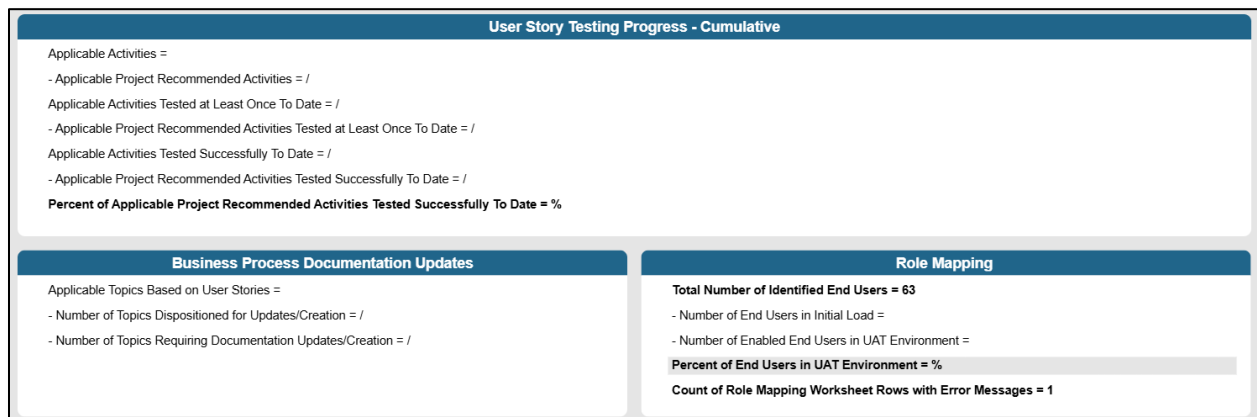 User Story Testing Progress - Cumulative
Applicable Activities =
- Applicable Project Recommended Activities = /
Applicable Activities Tested at Least Once To Date = /
- Applicable Project Recommended Activities Tested at Least Once To Date = /
Applicable Activities Tested Successfully To Date = /
- Applicable Project Recommended Activities Tested Successfully To Date = /
Percent of Applicable Project Recommended Activities Tested Successfully To Date = %
Business Process Documentation Updates
Applicable Topics Based on User Stories =
- Number of Topics Dispositioned for Updates/Creation = /
- Number of Topics Requiring Documentation Updates/Creation = /
Role Mapping
Total Number of Identified End Users = 63
- Number of End Users in Initial Load =
- Number of Enabled End Users in UAT Environment =
Percent of End Users in UAT Environment = %
Count of Role Mapping Worksheet Rows with Error Messages = 1